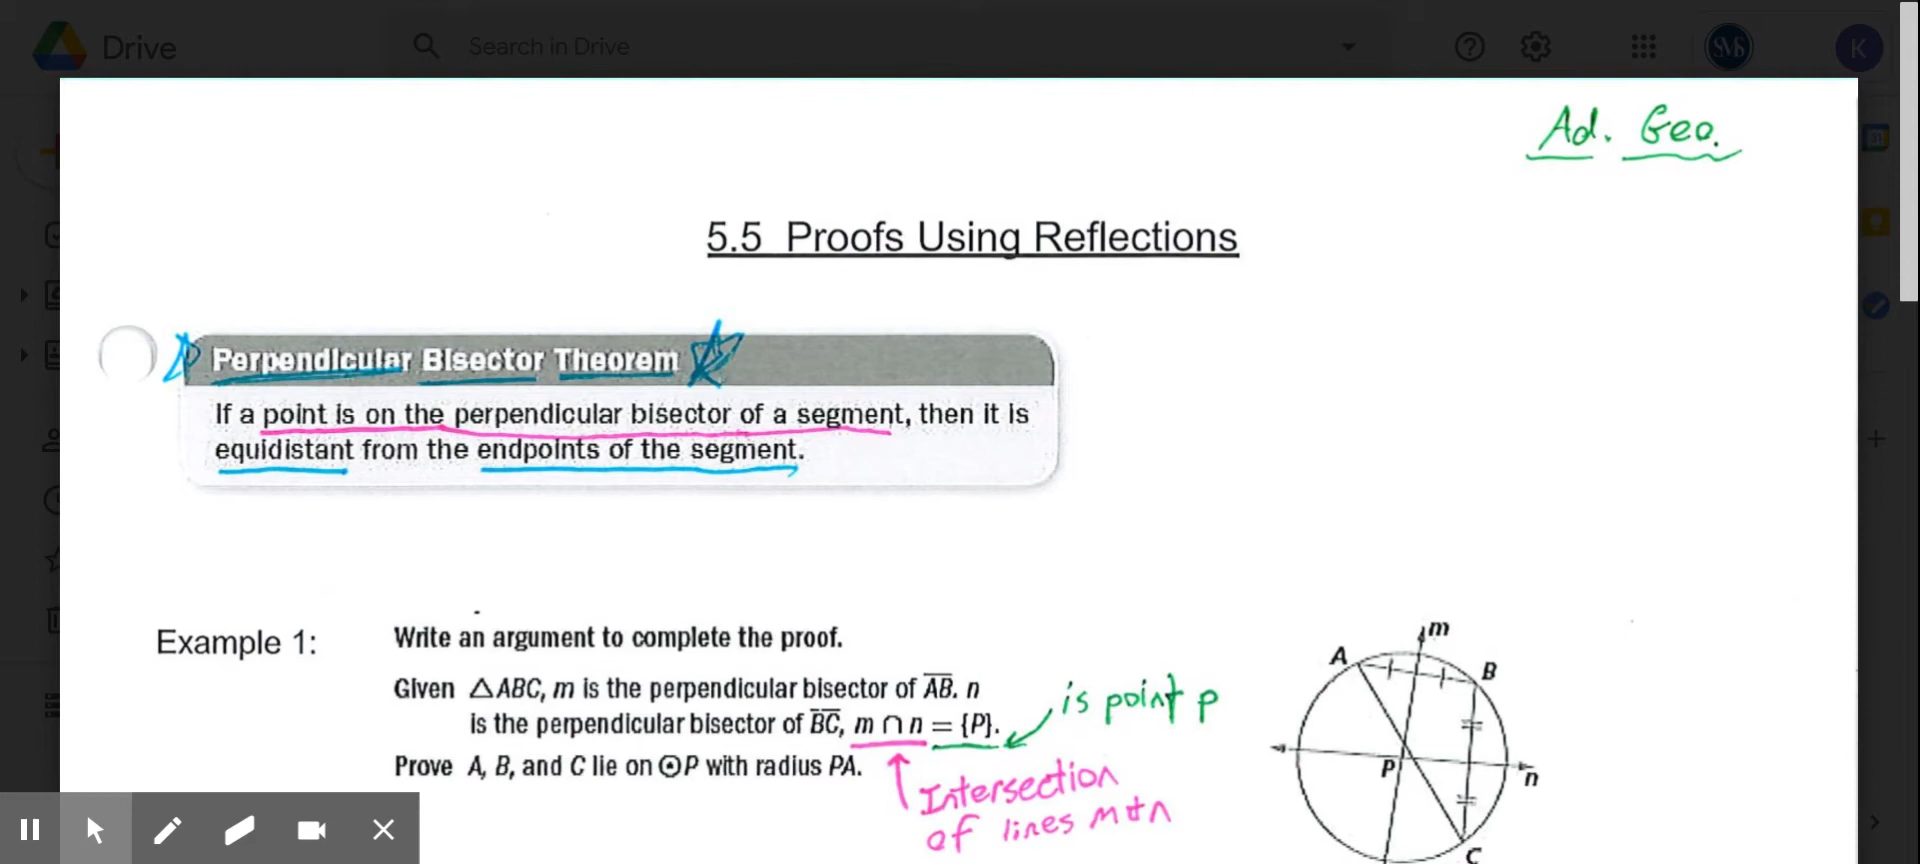 Drive
Search in Drive
SVS
K
Ad. Geo.
5.5 Proofs Using Reflections
Perpendicular Bisector Theorem
If a point is on the perpendicular bisector of a segment, then it is
equidistant from the endpoints of the segment.
Example 1:
Write an argument to complete the proof.
Given △ABC, m is the perpendicular bisector of A̅B̅. n
is the perpendicular bisector of B̅C̅, m ∩ n = {P}.
is point p
Prove A, B, and C lie on ⊙P with radius PA.
Intersection
of lines m + n
m
A
B
P
n
C